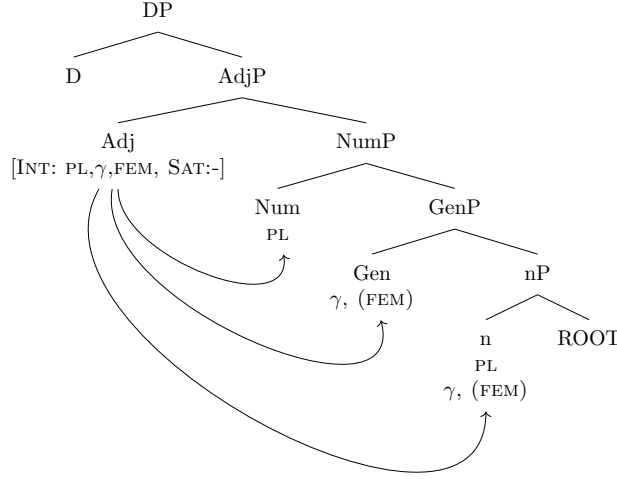 DP
D AdjP
Adj NumP
[INT: PL,γ,FEM, SAT:-]
Num GenP
PL
Gen nP
γ, (FEM)
n ROOT
PL
γ, (FEM)